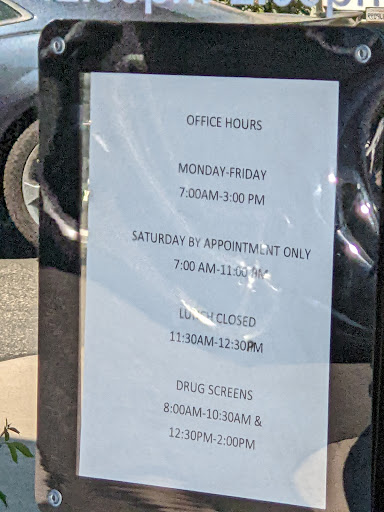 OFFICE HOURS
MONDAY-FRIDAY
7:00AM-3:00 PM
SATURDAY BY APPOINTMENT ONLY
7:00 AM-11:00
LUNCH CLOSED
11:30AM-12:30PM
DRUG SCREENS
8:00AM-10:30AM &
12:30PM-2:00PM